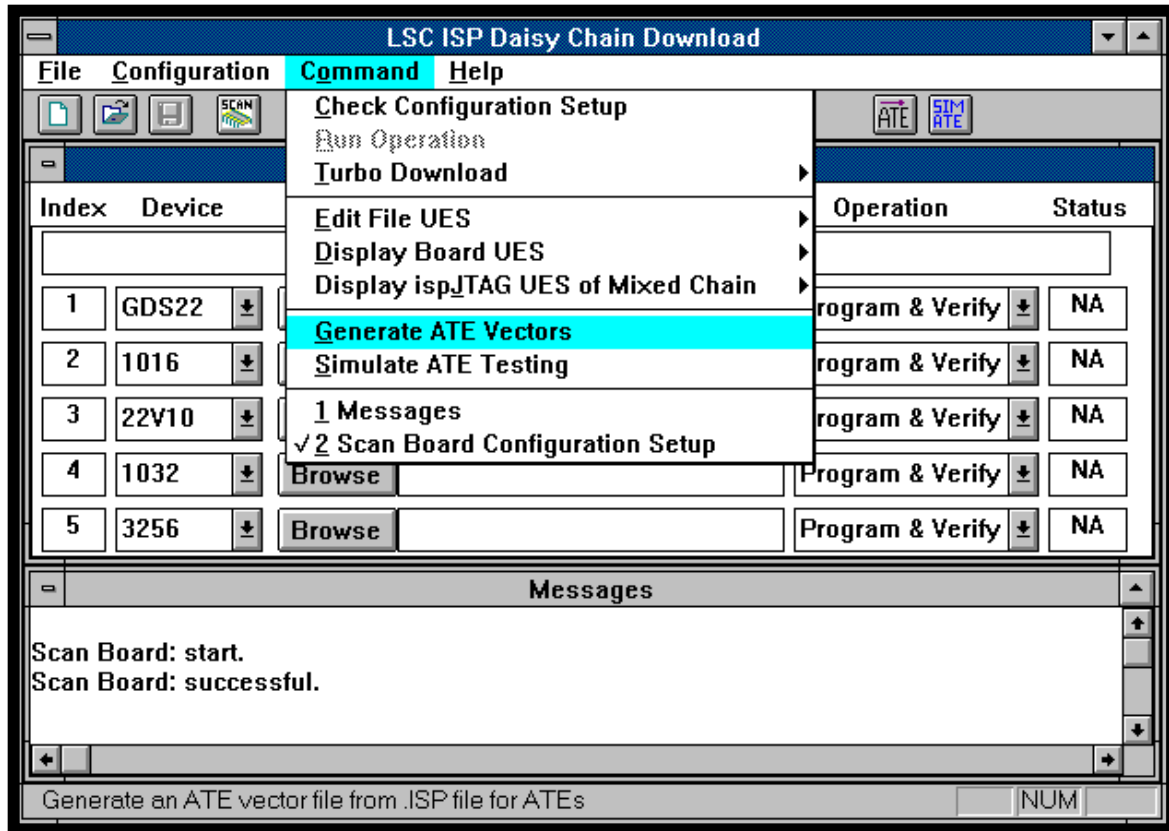 LSC ISP Daisy Chain Download
File Configuration Command Help
SCAN ATE SIM ATE
Check Configuration Setup
Run Operation
Turbo Download
Index Device Operation Status
Edit File UES
Display Board UES
Display ispJTAG UES of Mixed Chain
1 GDS22 rogram & Verify NA
Generate ATE Vectors
2 1016 rogram & Verify NA
Simulate ATE Testing
3 22V10 rogram & Verify NA
1 Messages
√ 2 Scan Board Configuration Setup
4 1032 Browse Program & Verify NA
5 3256 Browse Program & Verify NA
Messages
Scan Board: start.
Scan Board: successful.
Generate an ATE vector file from .ISP file for ATEs NUM